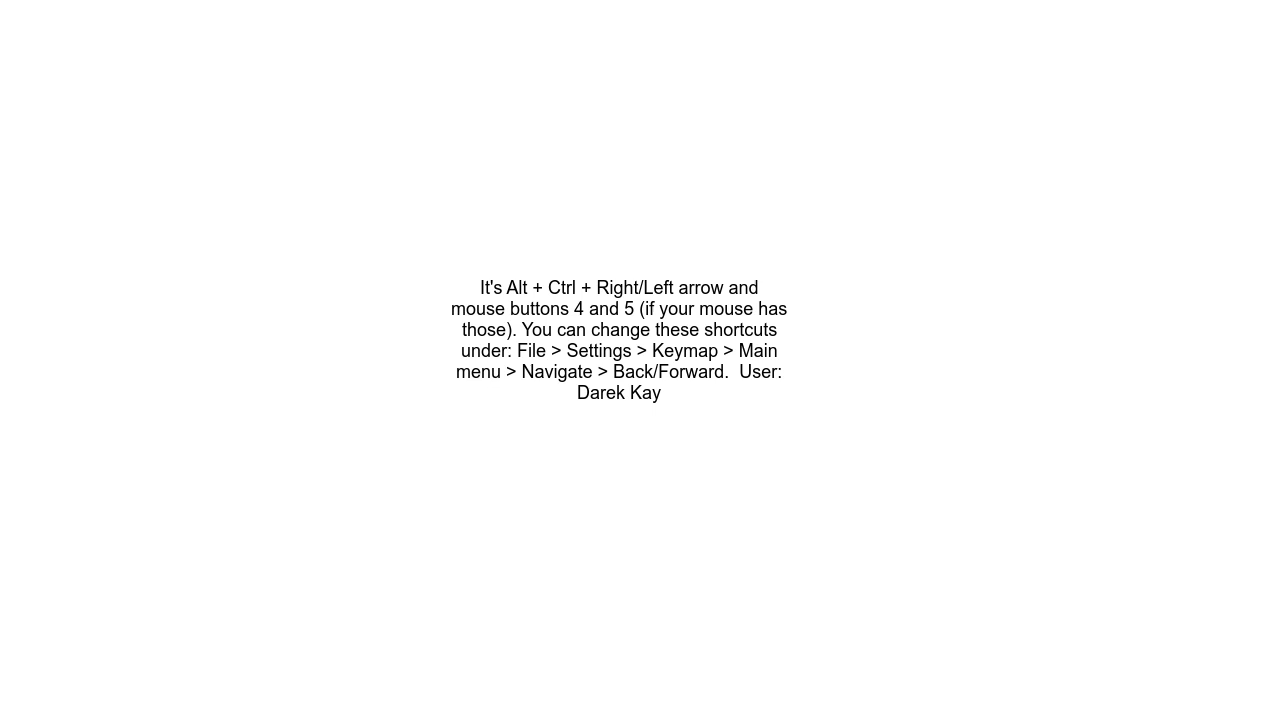 It's Alt + Ctrl + Right/Left arrow and
mouse buttons 4 and 5 (if your mouse has
those). You can change these shortcuts
under: File > Settings > Keymap > Main
menu > Navigate > Back/Forward.  User:
Darek Kay